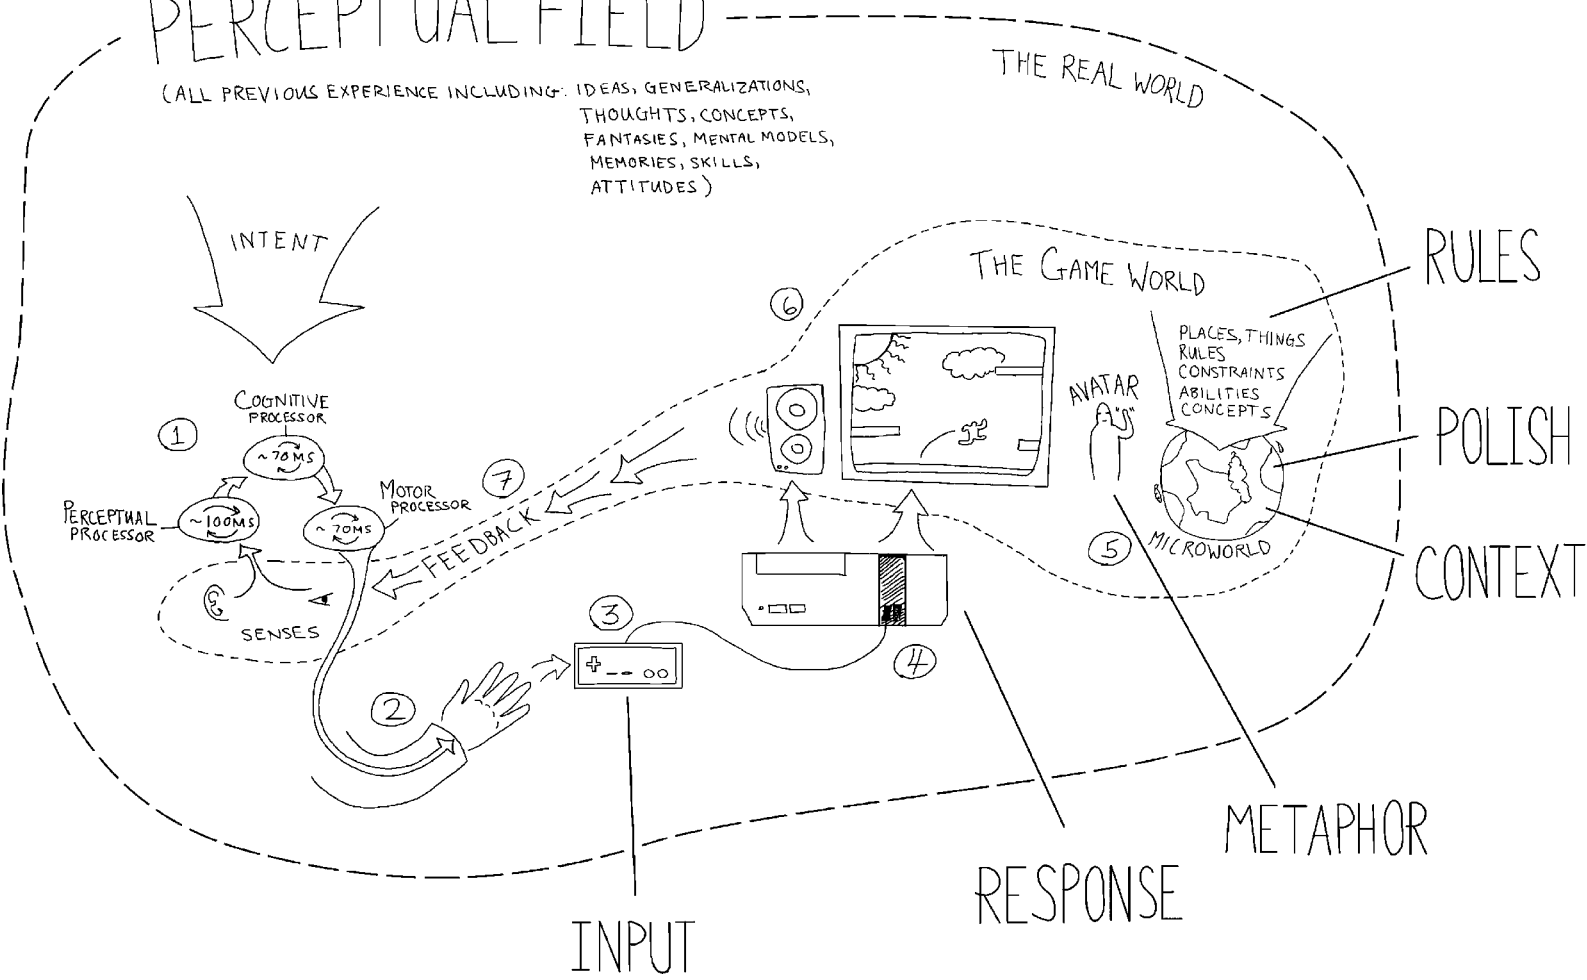 PERCEPTUAL FIELD
(ALL PREVIOUS EXPERIENCE INCLUDING: IDEAS, GENERALIZATIONS,
THOUGHTS, CONCEPTS,
FANTASIES, MENTAL MODELS,
MEMORIES, SKILLS,
ATTITUDES)
THE REAL WORLD
INTENT
1
COGNITIVE
PROCESSOR
~70MS
PERCEPTUAL
PROCESSOR
~100MS
MOTOR
PROCESSOR
~70MS
SENSES
2
3
4
5
6
7
FEEDBACK
THE GAME WORLD
PLACES, THINGS
RULES
CONSTRAINTS
ABILITIES
CONCEPTS
AVATAR
MICROWORLD
RULES
POLISH
CONTEXT
METAPHOR
RESPONSE
INPUT